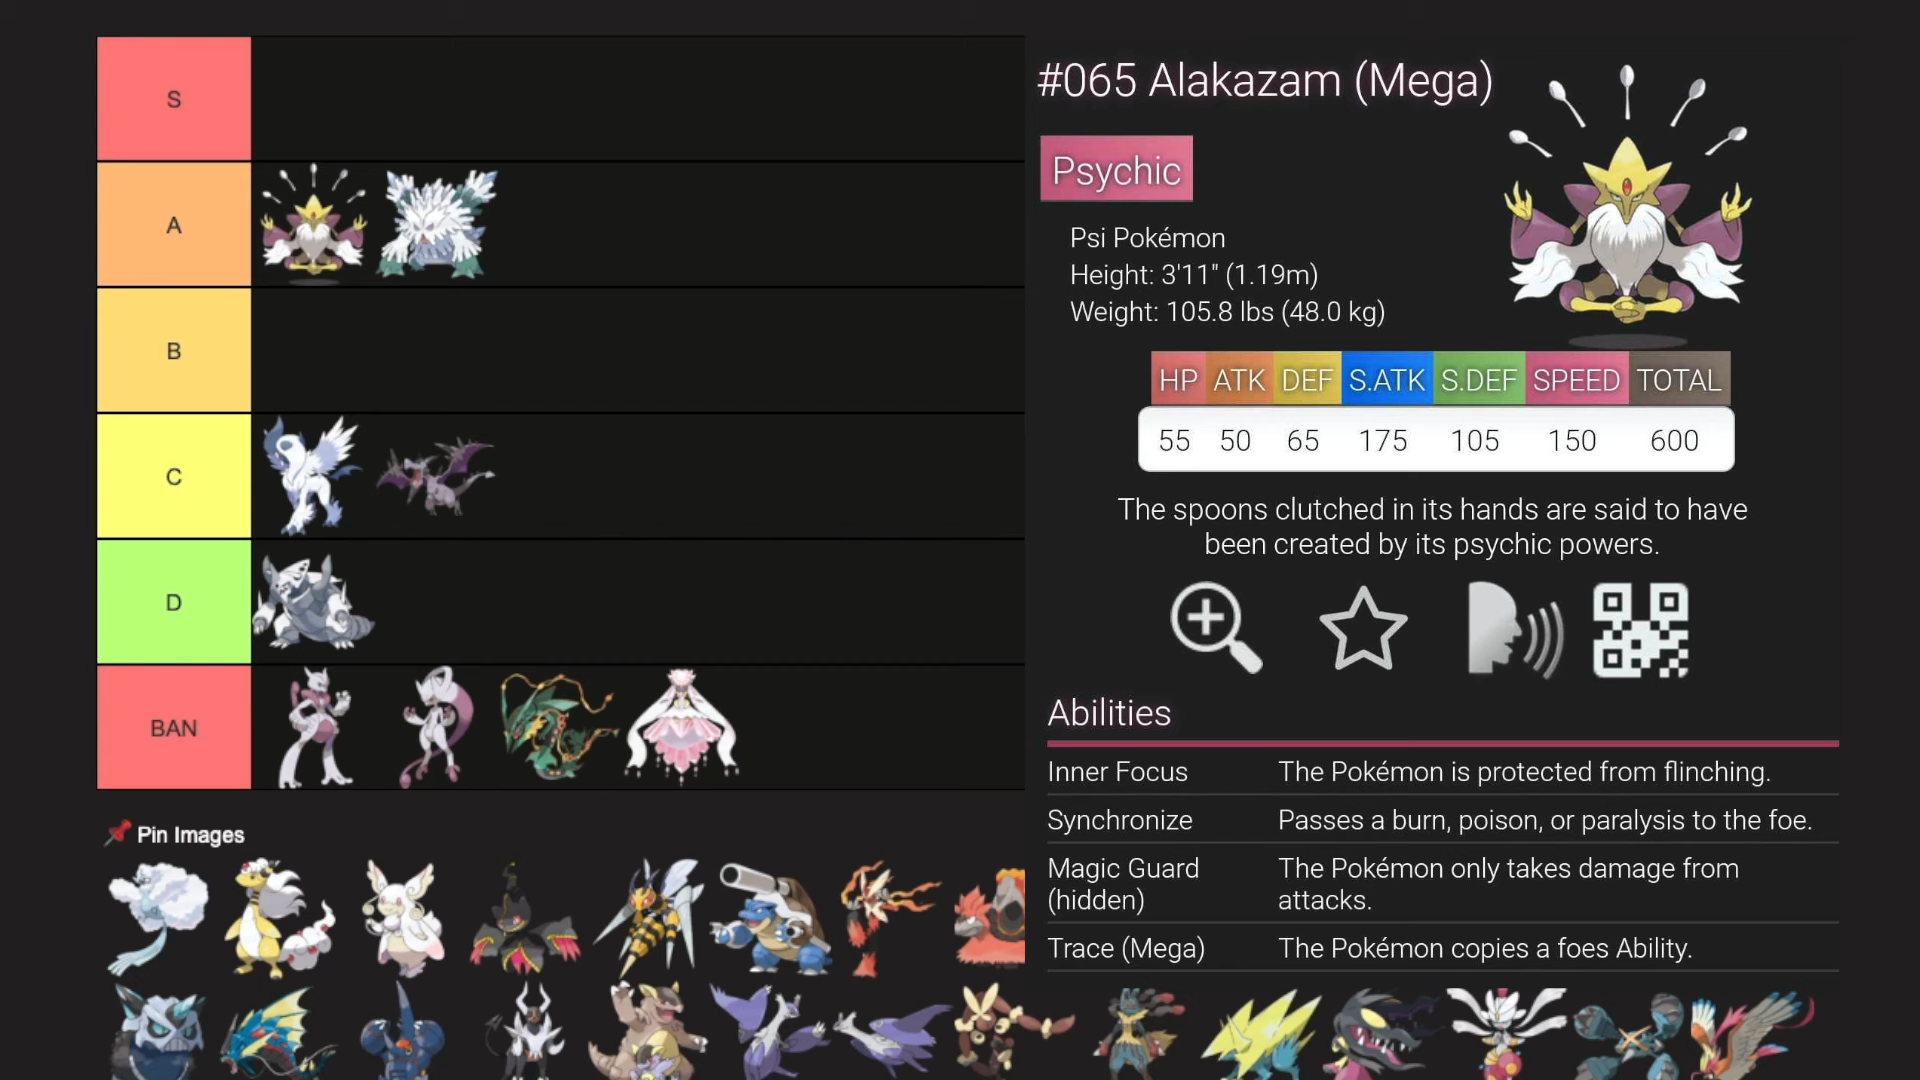 S
A
B
C
D
BAN
Pin Images
#065 Alakazam (Mega)
Psychic
Psi Pokémon
Height: 3'11" (1.19m)
Weight: 105.8 lbs (48.0 kg)
HP ATK DEF S.ATK S.DEF SPEED TOTAL
55 50 65 175 105 150 600
The spoons clutched in its hands are said to have
been created by its psychic powers.
Abilities
Inner Focus The Pokémon is protected from flinching.
Synchronize Passes a burn, poison, or paralysis to the foe.
Magic Guard The Pokémon only takes damage from
(hidden) attacks.
Trace (Mega) The Pokémon copies a foes Ability.